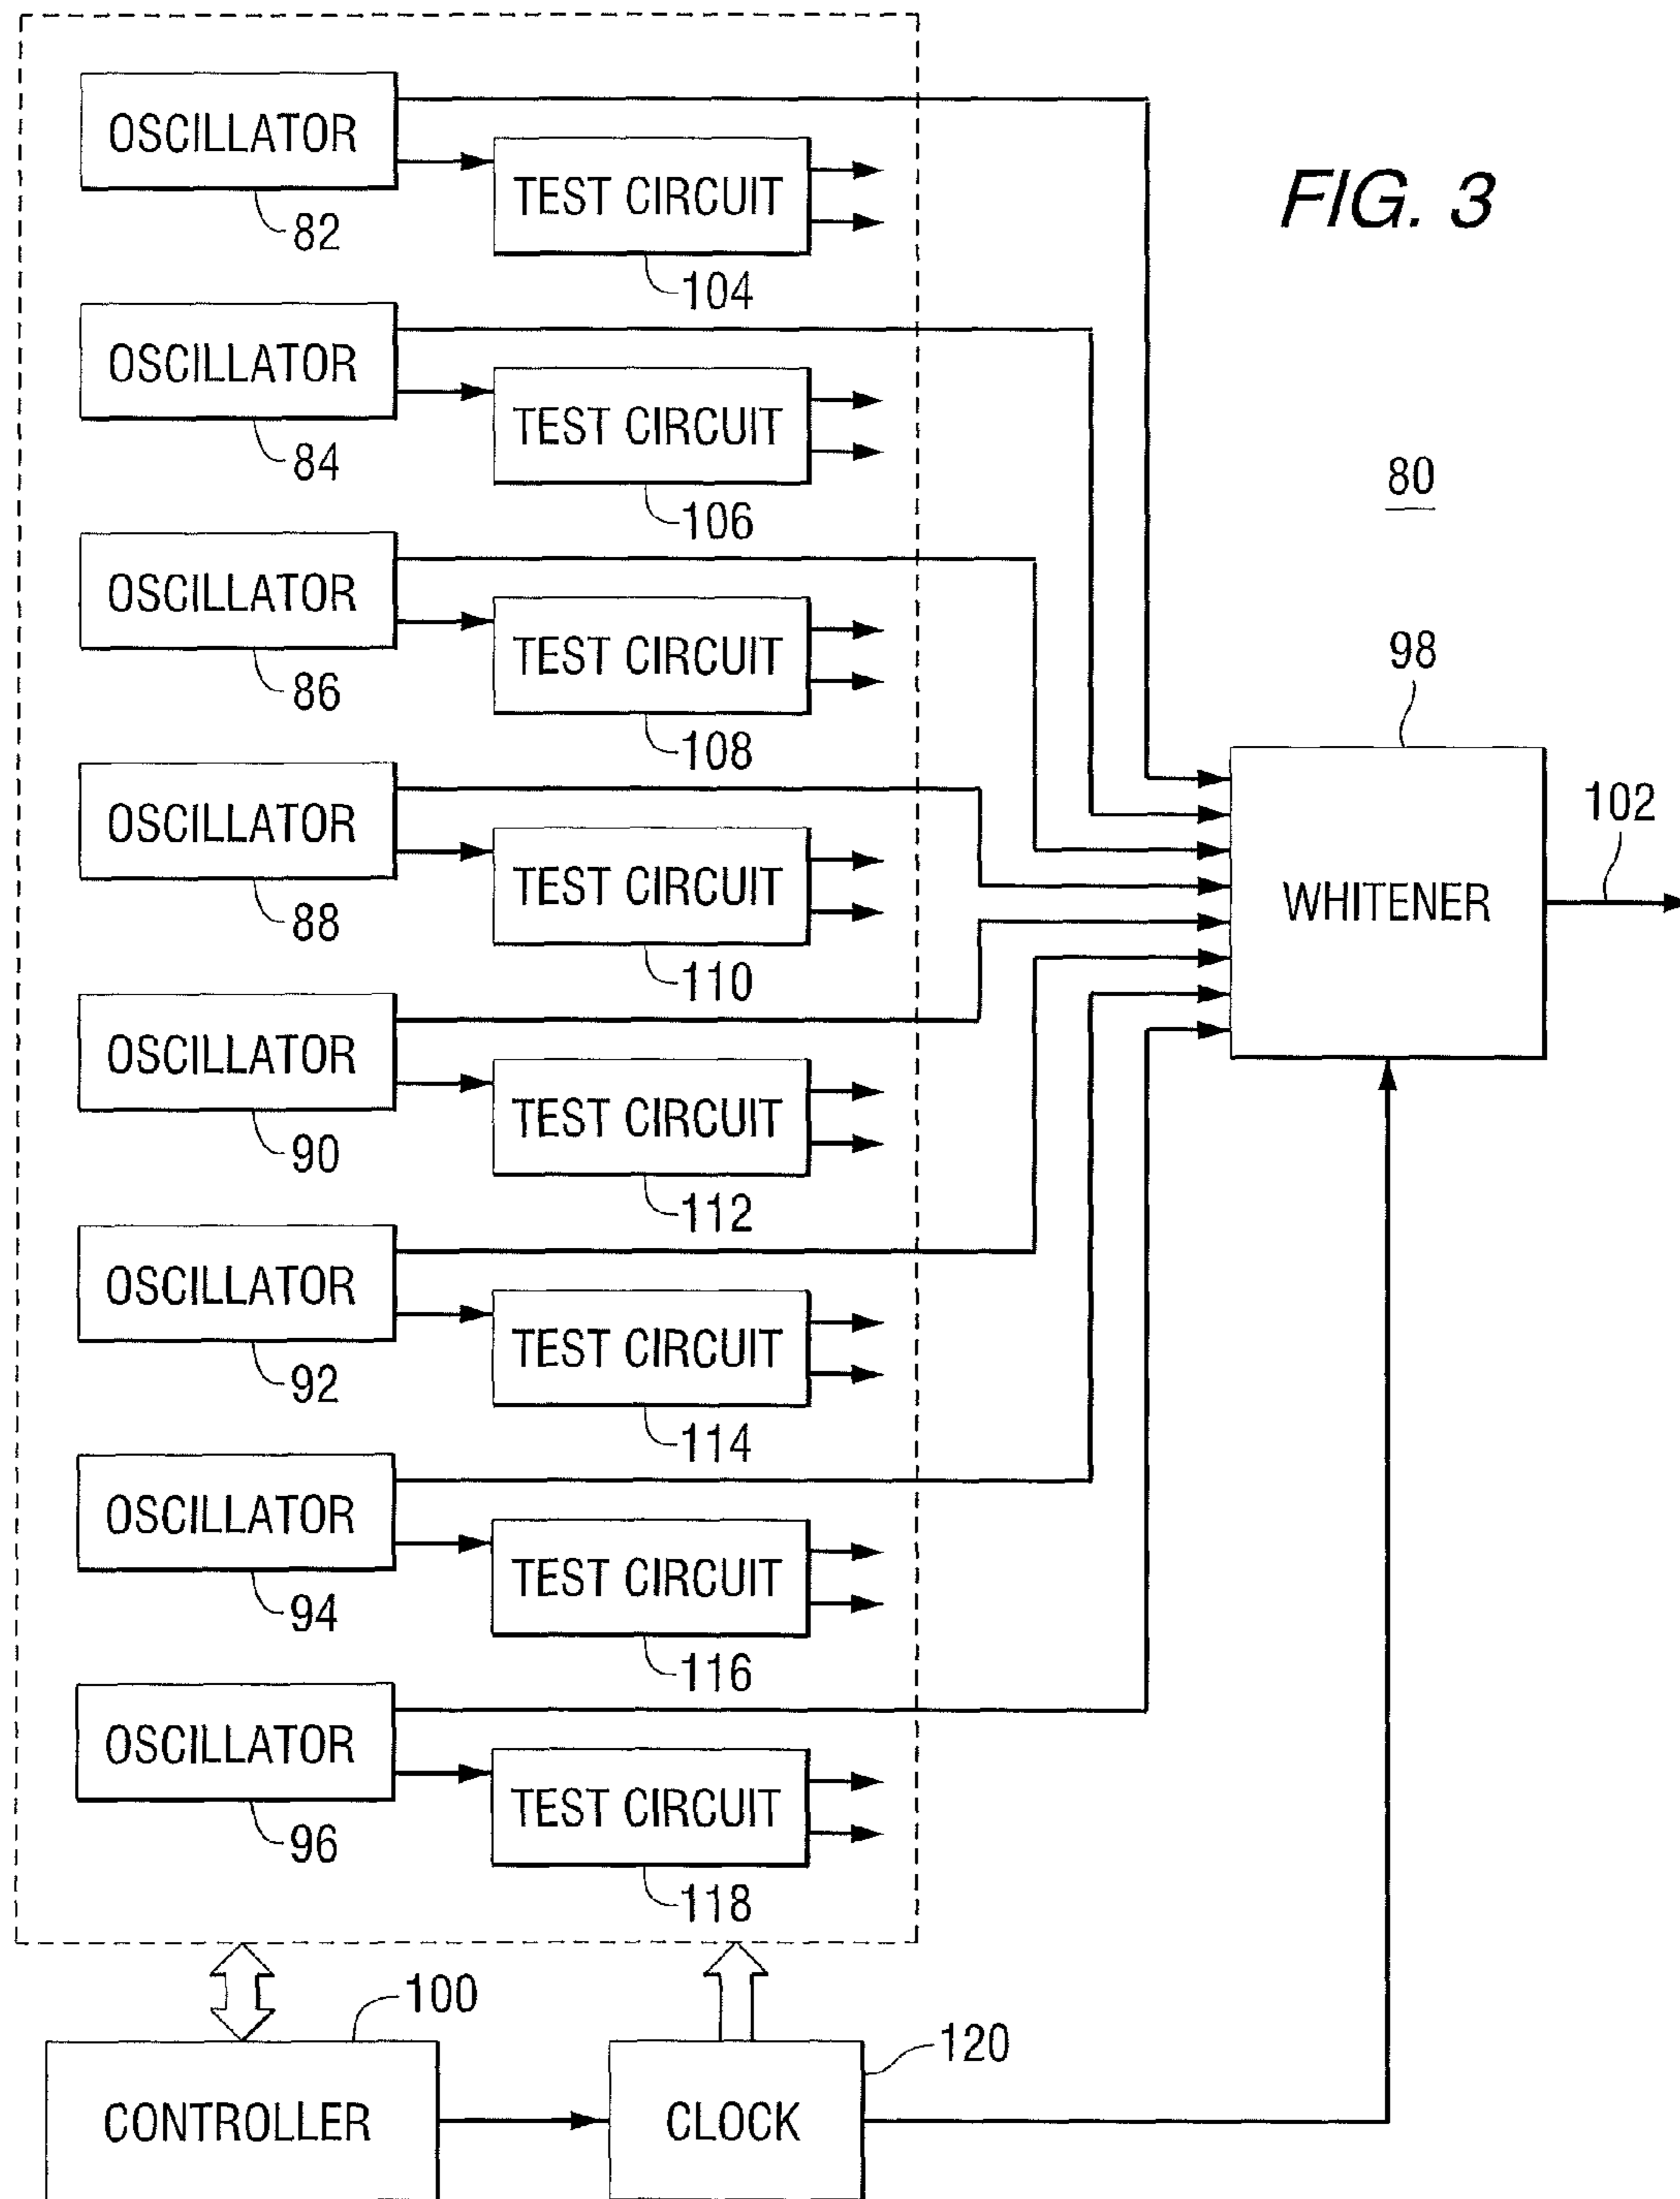 FIG. 3
80
OSCILLATOR
82
TEST CIRCUIT
104
OSCILLATOR
84
TEST CIRCUIT
106
OSCILLATOR
86
TEST CIRCUIT
108
OSCILLATOR
88
TEST CIRCUIT
110
OSCILLATOR
90
TEST CIRCUIT
112
OSCILLATOR
92
TEST CIRCUIT
114
OSCILLATOR
94
TEST CIRCUIT
116
OSCILLATOR
96
TEST CIRCUIT
118
98
WHITENER
102
100
CONTROLLER
120
CLOCK